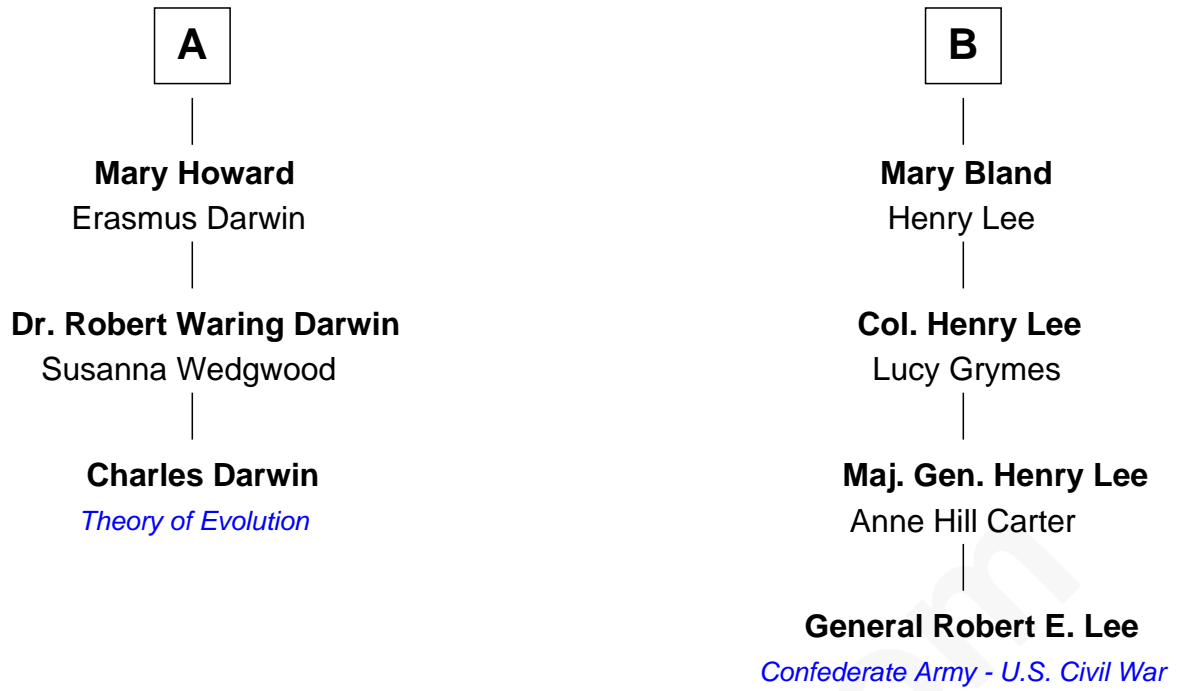 A
Mary Howard
Erasmus Darwin
Dr. Robert Waring Darwin
Susanna Wedgwood
Charles Darwin
Theory of Evolution
B
Mary Bland
Henry Lee
Col. Henry Lee
Lucy Grymes
Maj. Gen. Henry Lee
Anne Hill Carter
General Robert E. Lee
Confederate Army - U.S. Civil War